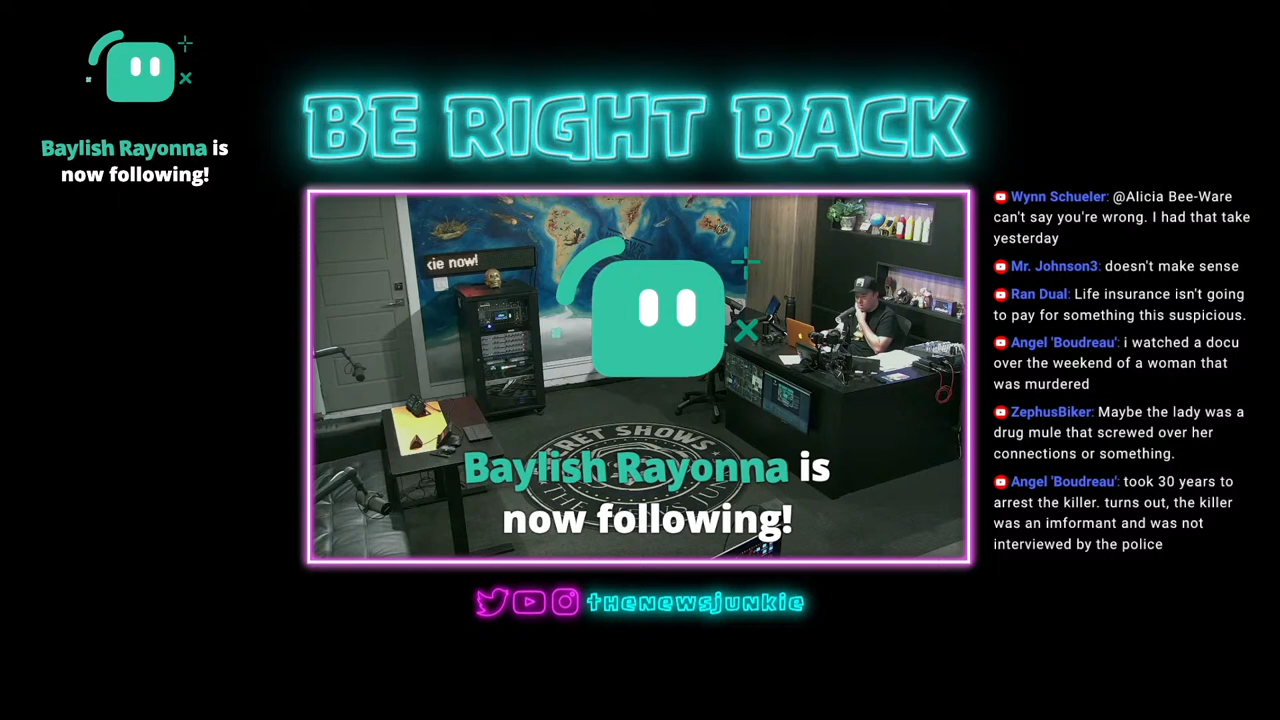 BE RIGHT BACK
Baylish Rayonna is
now following!
kie now!
CRET SHOWS
THE NEWS JUNK
Baylish Rayonna is
now following!
Wynn Schueler: @Alicia Bee-Ware
can't say you're wrong. I had that take
yesterday
Mr. Johnson3: doesn't make sense
Ran Dual: Life insurance isn't going
to pay for something this suspicious.
Angel 'Boudreau': i watched a docu
over the weekend of a woman that
was murdered
ZephusBiker: Maybe the lady was a
drug mule that screwed over her
connections or something.
Angel 'Boudreau': took 30 years to
arrest the killer. turns out, the killer
was an imformant and was not
interviewed by the police
thenewsjunkie